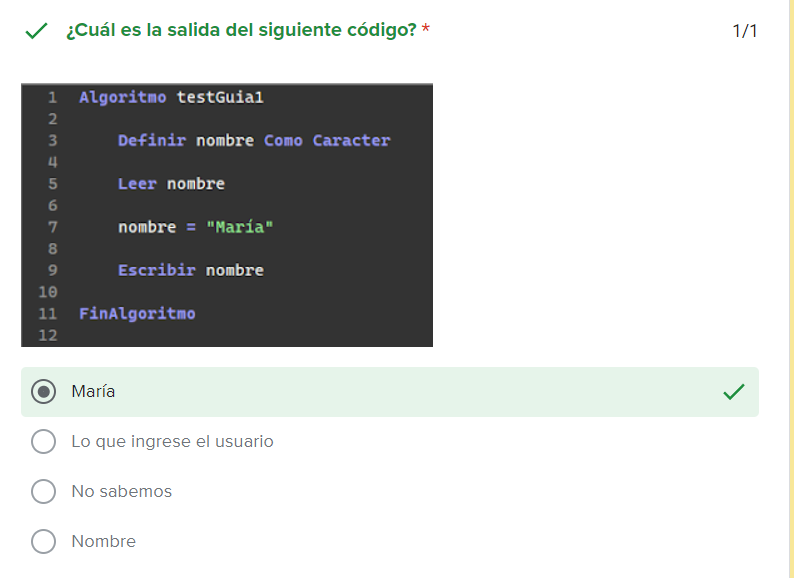 ¿Cuál es la salida del siguiente código? *
1/1
1 Algoritmo testGuia1
2
3 Definir nombre Como Caracter
4
5 Leer nombre
6
7 nombre = "María"
8
9 Escribir nombre
10
11 FinAlgoritmo
12
María
Lo que ingrese el usuario
No sabemos
Nombre